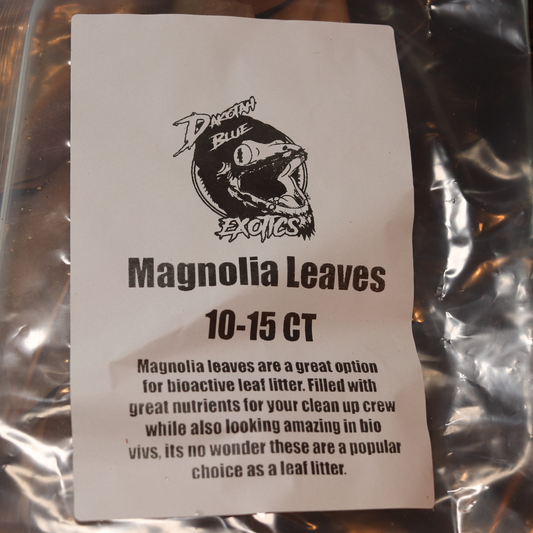 DAKOTAH
BLUE
EXOTICS
Magnolia Leaves
10-15 CT
Magnolia leaves are a great option
for bioactive leaf litter. Filled with
great nutrients for your clean up crew
while also looking amazing in bio
vivs, its no wonder these are a popular
choice as a leaf litter.